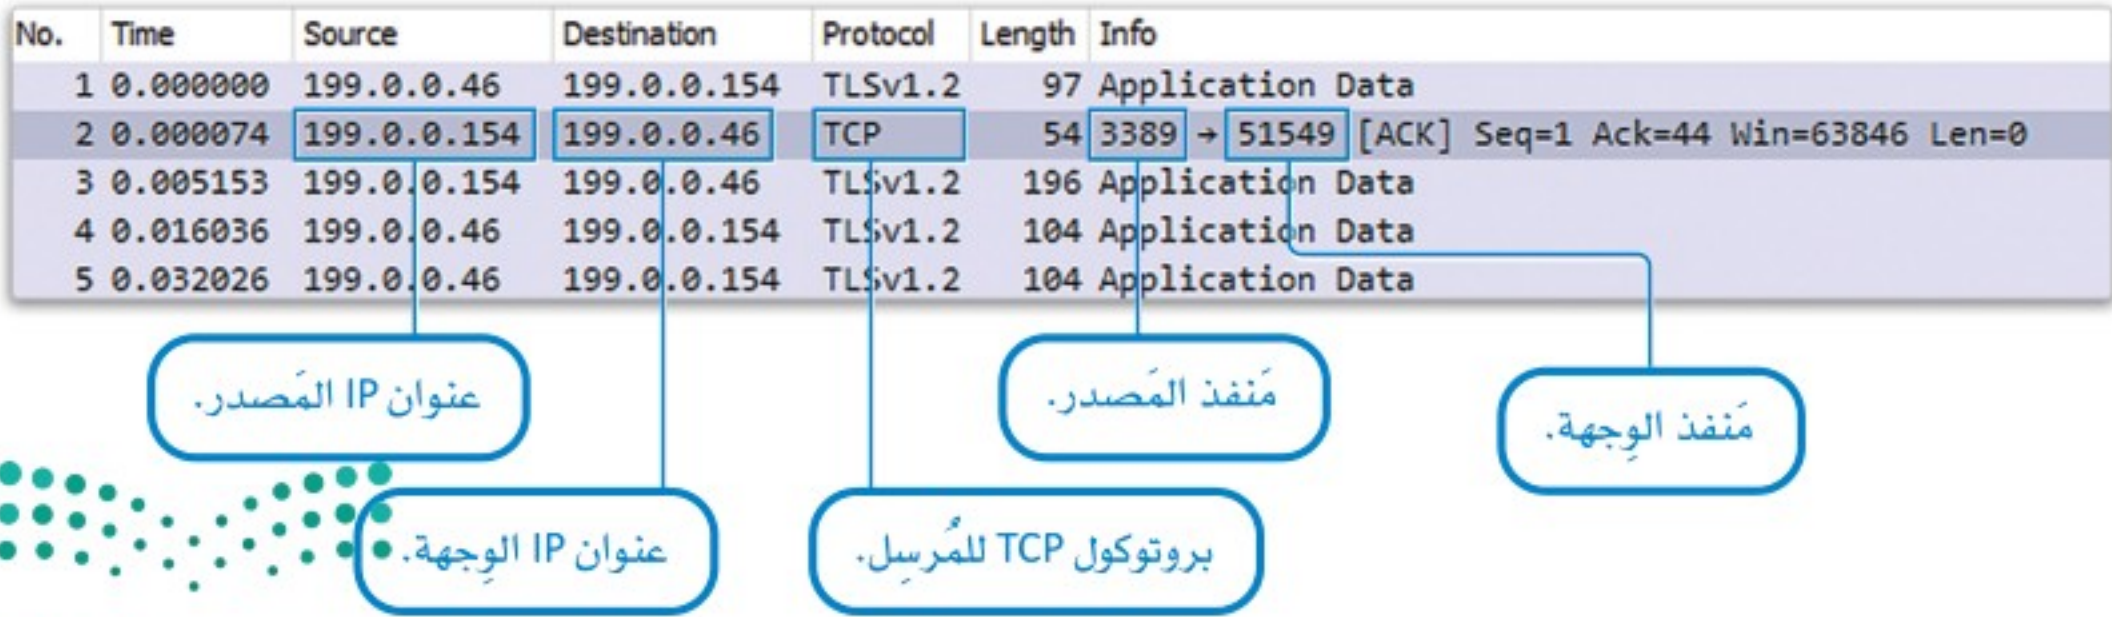 No. Time Source Destination Protocol Length Info
1 0.000000 199.0.0.46 199.0.0.154 TLSv1.2 97 Application Data
2 0.000074 199.0.0.154 199.0.0.46 TCP 54 3389 → 51549 [ACK] Seq=1 Ack=44 Win=63846 Len=0
3 0.005153 199.0.0.154 199.0.0.46 TLSv1.2 196 Application Data
4 0.016036 199.0.0.46 199.0.0.154 TLSv1.2 104 Application Data
5 0.032026 199.0.0.46 199.0.0.154 TLSv1.2 104 Application Data
عنوان IP المَصدر.
مَنفذ المَصدر.
مَنفذ الوِجهة.
عنوان IP الوِجهة.
بروتوكول TCP للمُرسِل.